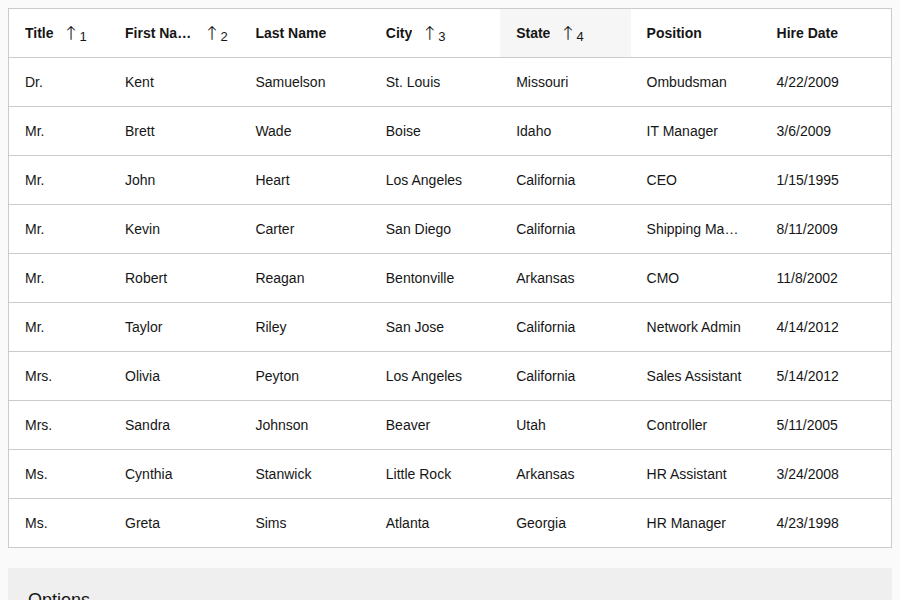 Title ↑ 1 First Na… ↑ 2 Last Name City ↑ 3 State ↑ 4 Position Hire Date
Dr. Kent Samuelson St. Louis Missouri Ombudsman 4/22/2009
Mr. Brett Wade Boise Idaho IT Manager 3/6/2009
Mr. John Heart Los Angeles California CEO 1/15/1995
Mr. Kevin Carter San Diego California Shipping Ma… 8/11/2009
Mr. Robert Reagan Bentonville Arkansas CMO 11/8/2002
Mr. Taylor Riley San Jose California Network Admin 4/14/2012
Mrs. Olivia Peyton Los Angeles California Sales Assistant 5/14/2012
Mrs. Sandra Johnson Beaver Utah Controller 5/11/2005
Ms. Cynthia Stanwick Little Rock Arkansas HR Assistant 3/24/2008
Ms. Greta Sims Atlanta Georgia HR Manager 4/23/1998
Options